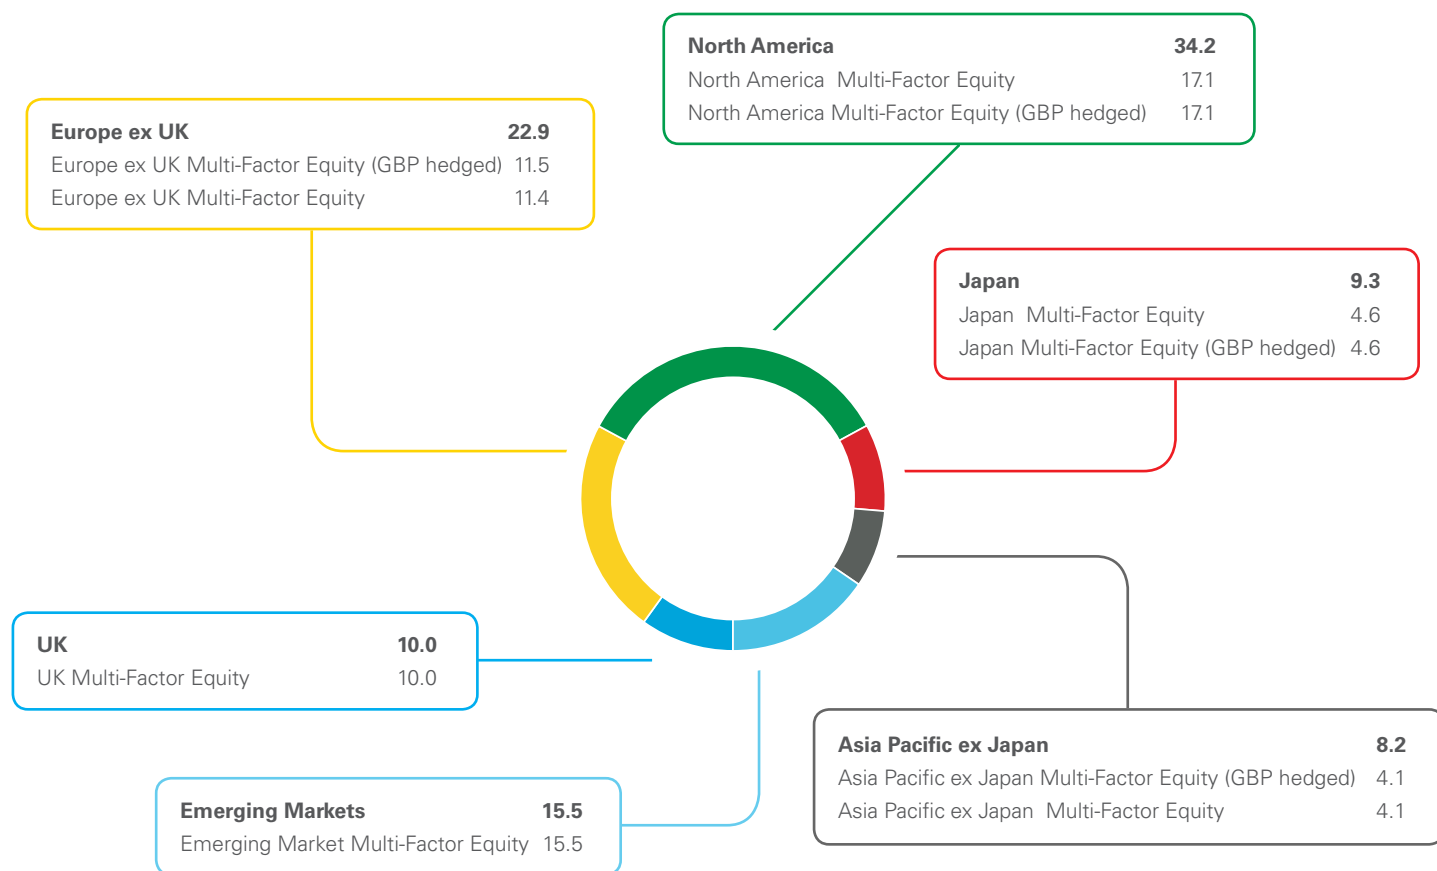 North America 34.2
North America Multi-Factor Equity 17.1
North America Multi-Factor Equity (GBP hedged) 17.1
Europe ex UK 22.9
Europe ex UK Multi-Factor Equity (GBP hedged) 11.5
Europe ex UK Multi-Factor Equity 11.4
Japan 9.3
Japan Multi-Factor Equity 4.6
Japan Multi-Factor Equity (GBP hedged) 4.6
UK 10.0
UK Multi-Factor Equity 10.0
Asia Pacific ex Japan 8.2
Asia Pacific ex Japan Multi-Factor Equity (GBP hedged) 4.1
Asia Pacific ex Japan Multi-Factor Equity 4.1
Emerging Markets 15.5
Emerging Market Multi-Factor Equity 15.5